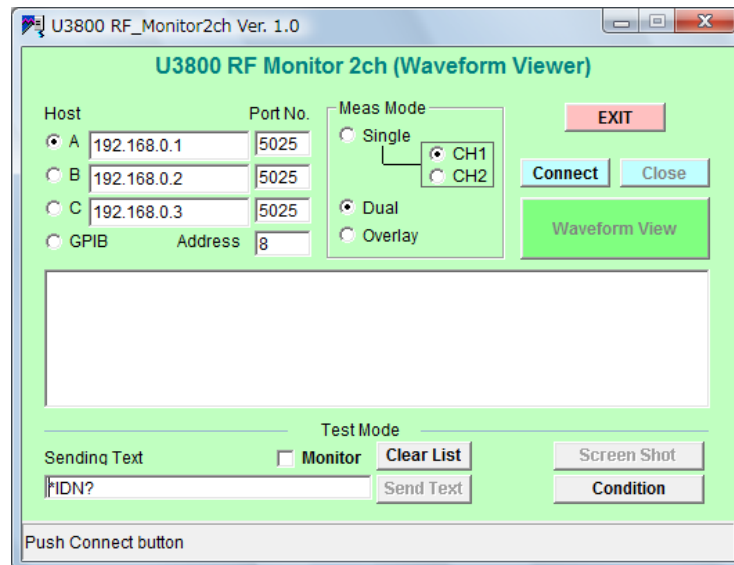 U3800 RF_Monitor2ch Ver. 1.0
U3800 RF Monitor 2ch (Waveform Viewer)
Host Port No. Meas Mode EXIT
A 192.168.0.1 5025 Single CH1
B 192.168.0.2 5025 CH2 Connect Close
C 192.168.0.3 5025 Dual
GPIB Address 8 Overlay Waveform View
Test Mode
Sending Text Monitor Clear List Screen Shot
*IDN? Send Text Condition
Push Connect button